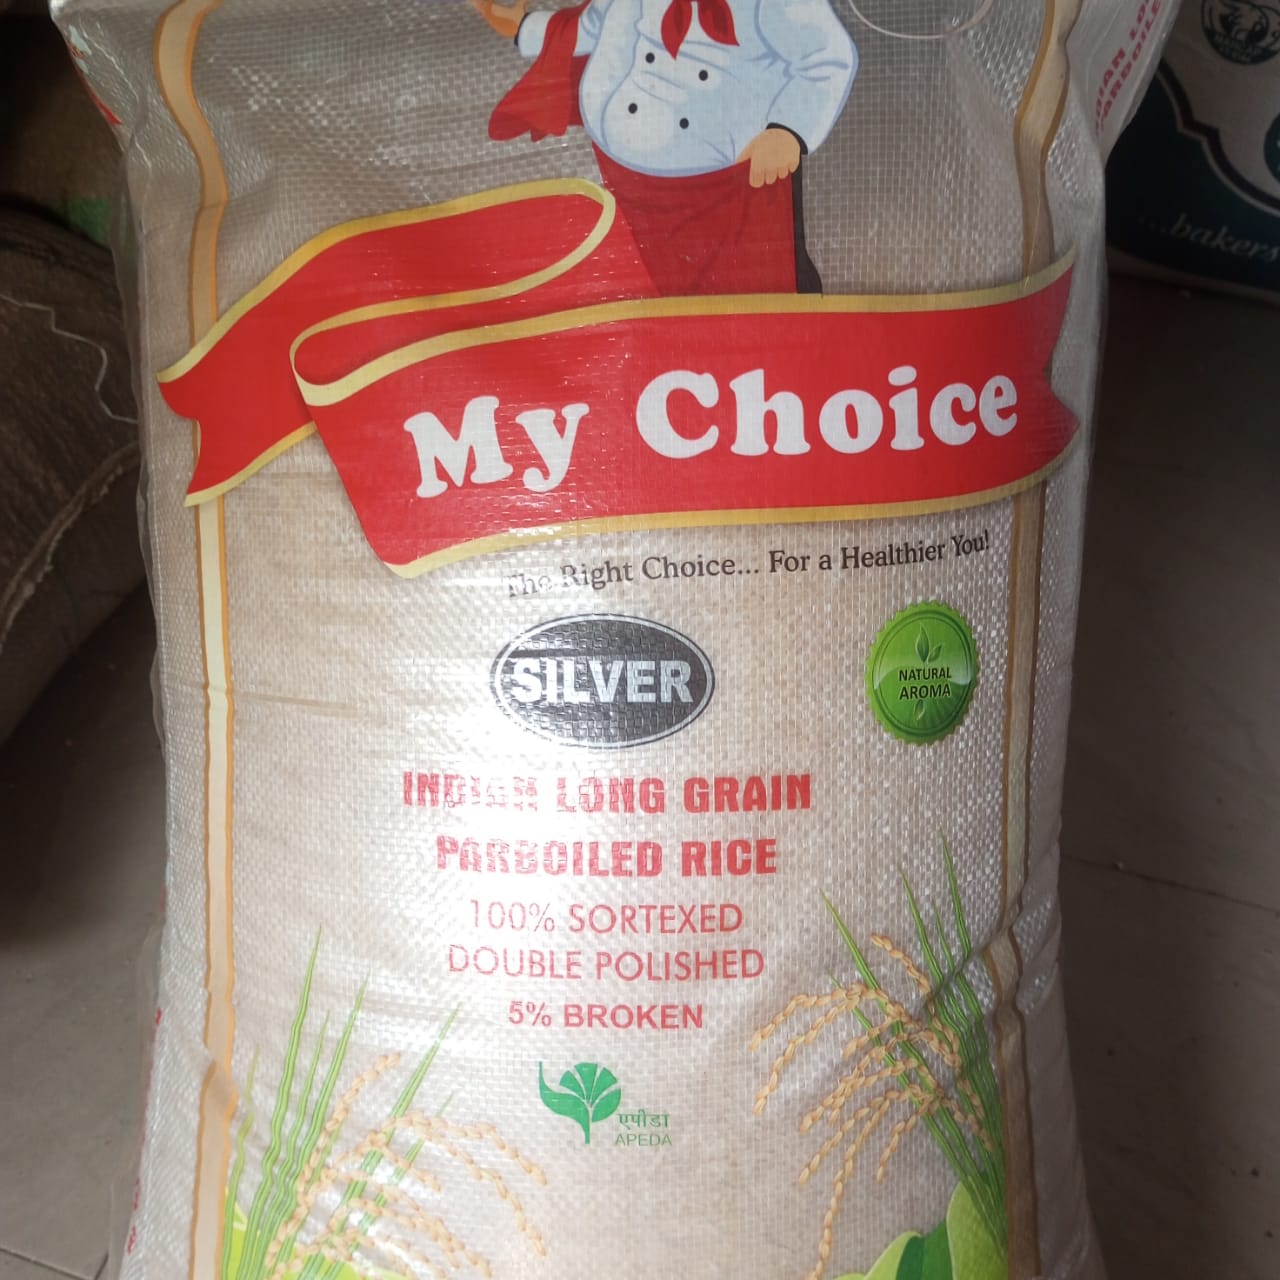 My Choice
The Right Choice... For a Healthier You!
SILVER
NATURAL
AROMA
INDIAN LONG GRAIN
PARBOILED RICE
100% SORTEXED
DOUBLE POLISHED
5% BROKEN
एपीडा
APEDA
...bakers